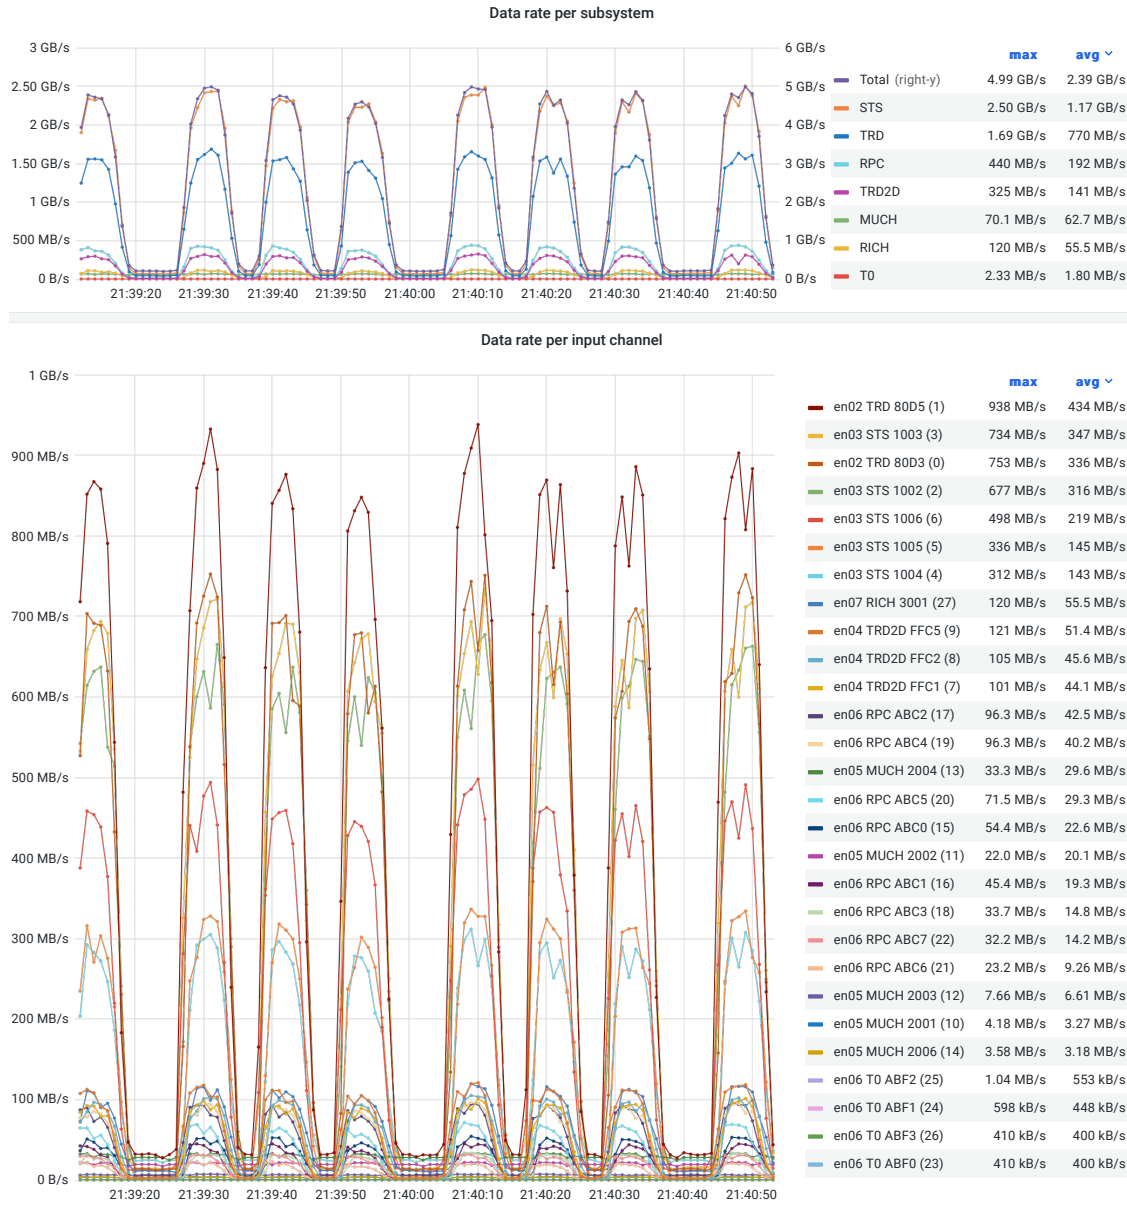 Data rate per subsystem
3 GB/s 6 GB/s
max avg
2.50 GB/s 5 GB/s Total (right-y) 4.99 GB/s 2.39 GB/s
STS 2.50 GB/s 1.17 GB/s
2 GB/s 4 GB/s TRD 1.69 GB/s 770 MB/s
1.50 GB/s 3 GB/s RPC 440 MB/s 192 MB/s
1 GB/s 2 GB/s TRD2D 325 MB/s 141 MB/s
MUCH 70.1 MB/s 62.7 MB/s
500 MB/s 1 GB/s RICH 120 MB/s 55.5 MB/s
0 B/s 0 B/s T0 2.33 MB/s 1.80 MB/s
21:39:20 21:39:30 21:39:40 21:39:50 21:40:00 21:40:10 21:40:20 21:40:30 21:40:40 21:40:50
Data rate per input channel
1 GB/s
max avg
en02 TRD 80D5 (1) 938 MB/s 434 MB/s
en03 STS 1003 (3) 734 MB/s 347 MB/s
900 MB/s
en02 TRD 80D3 (0) 753 MB/s 336 MB/s
en03 STS 1002 (2) 677 MB/s 316 MB/s
en03 STS 1006 (6) 498 MB/s 219 MB/s
800 MB/s
en03 STS 1005 (5) 336 MB/s 145 MB/s
en03 STS 1004 (4) 312 MB/s 143 MB/s
en07 RICH 3001 (27) 120 MB/s 55.5 MB/s
700 MB/s
en04 TRD2D FFC5 (9) 121 MB/s 51.4 MB/s
en04 TRD2D FFC2 (8) 105 MB/s 45.6 MB/s
en04 TRD2D FFC1 (7) 101 MB/s 44.1 MB/s
600 MB/s
en06 RPC ABC2 (17) 96.3 MB/s 42.5 MB/s
en06 RPC ABC4 (19) 96.3 MB/s 40.2 MB/s
en05 MUCH 2004 (13) 33.3 MB/s 29.6 MB/s
500 MB/s
en06 RPC ABC5 (20) 71.5 MB/s 29.3 MB/s
en06 RPC ABC0 (15) 54.4 MB/s 22.6 MB/s
en05 MUCH 2002 (11) 22.0 MB/s 20.1 MB/s
400 MB/s
en06 RPC ABC1 (16) 45.4 MB/s 19.3 MB/s
en06 RPC ABC3 (18) 33.7 MB/s 14.8 MB/s
300 MB/s
en06 RPC ABC7 (22) 32.2 MB/s 14.2 MB/s
en06 RPC ABC6 (21) 23.2 MB/s 9.26 MB/s
en05 MUCH 2003 (12) 7.66 MB/s 6.61 MB/s
200 MB/s
en05 MUCH 2001 (10) 4.18 MB/s 3.27 MB/s
en05 MUCH 2006 (14) 3.58 MB/s 3.18 MB/s
en06 T0 ABF2 (25) 1.04 MB/s 553 kB/s
100 MB/s
en06 T0 ABF1 (24) 598 kB/s 448 kB/s
en06 T0 ABF3 (26) 410 kB/s 400 kB/s
en06 T0 ABF0 (23) 410 kB/s 400 kB/s
0 B/s
21:39:20 21:39:30 21:39:40 21:39:50 21:40:00 21:40:10 21:40:20 21:40:30 21:40:40 21:40:50